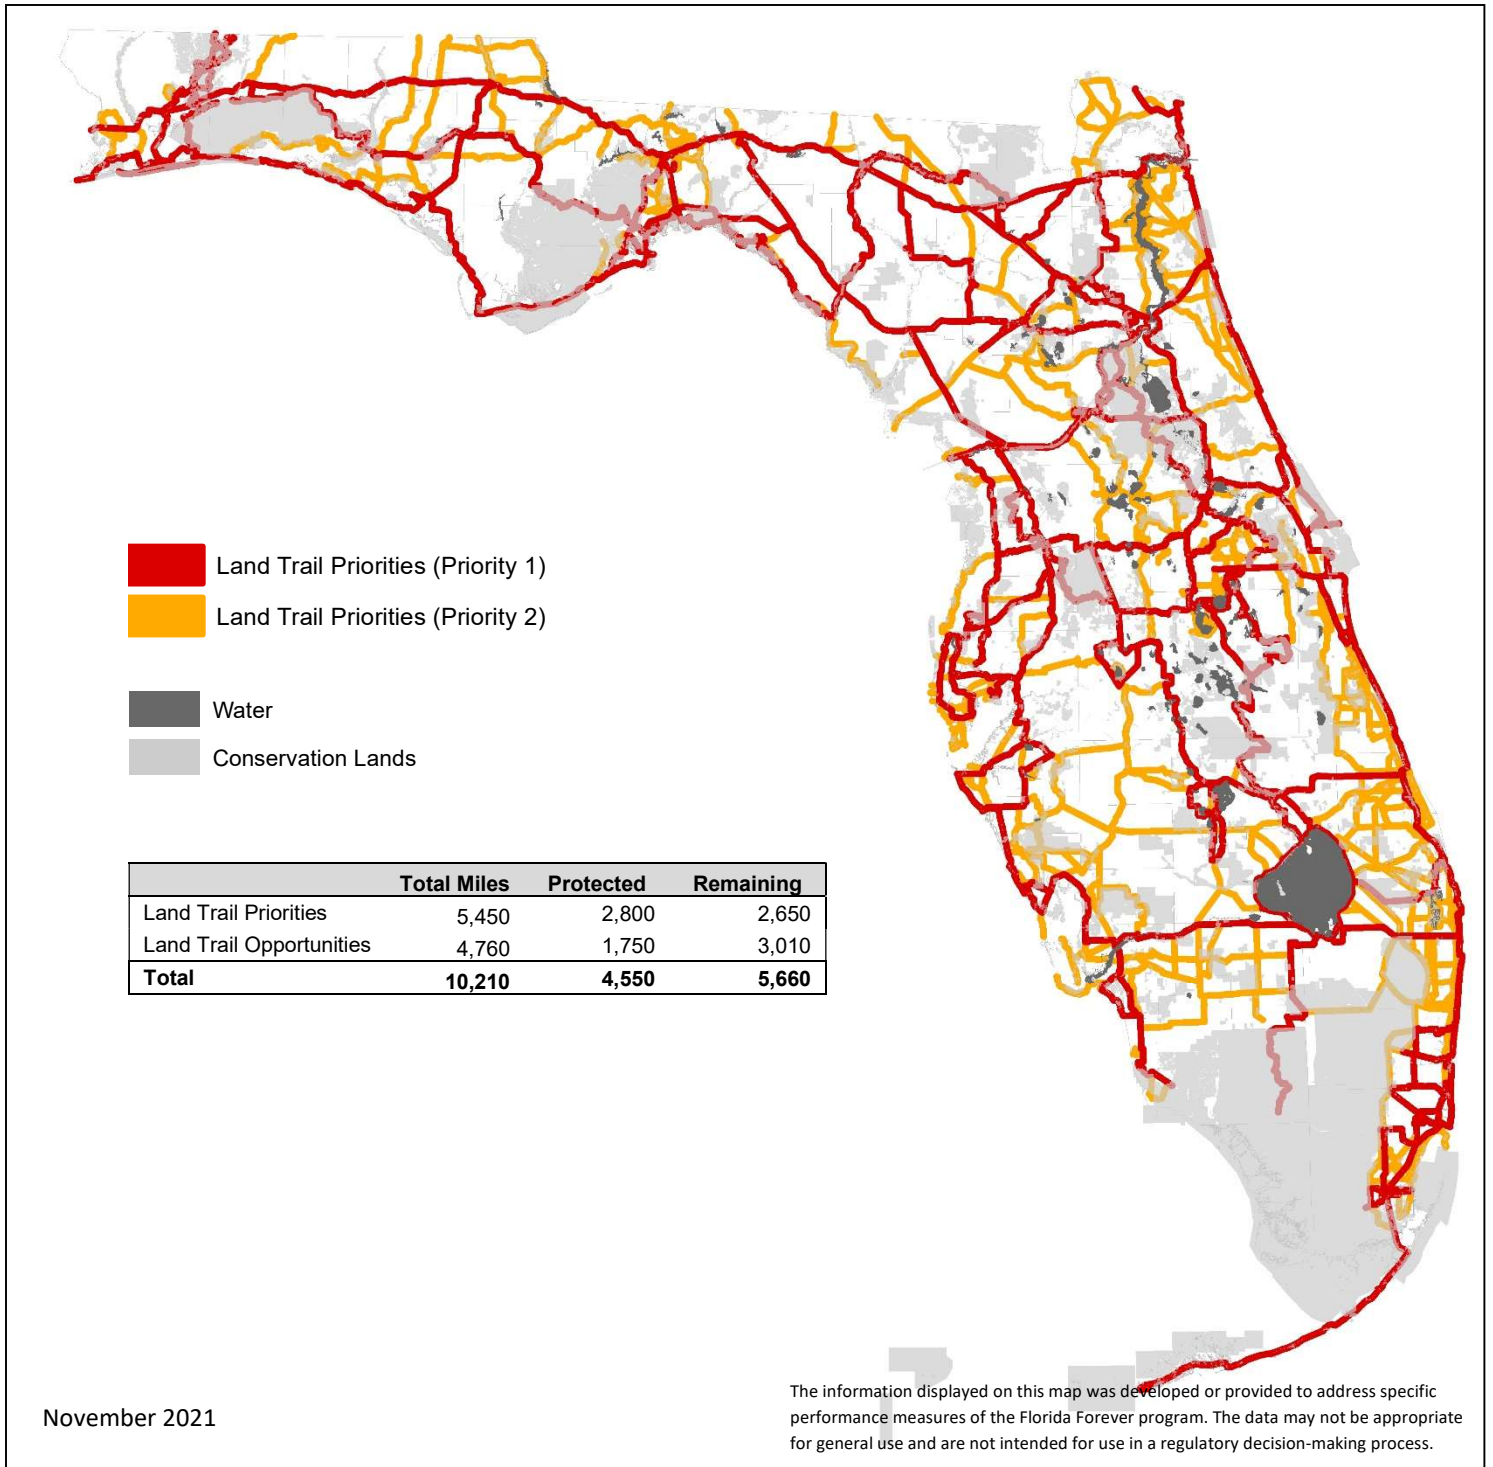 Land Trail Priorities (Priority 1)
Land Trail Priorities (Priority 2)
Water
Conservation Lands
Total Miles Protected Remaining
Land Trail Priorities 5,450 2,800 2,650
Land Trail Opportunities 4,760 1,750 3,010
Total 10,210 4,550 5,660
November 2021
The information displayed on this map was developed or provided to address specific
performance measures of the Florida Forever program. The data may not be appropriate
for general use and are not intended for use in a regulatory decision-making process.